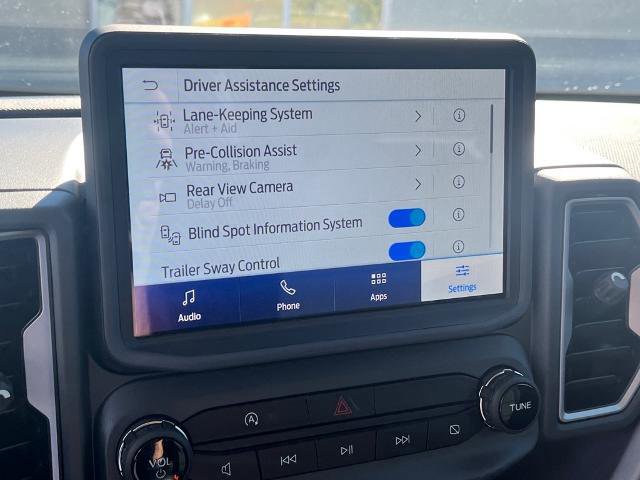 Driver Assistance Settings
Lane-Keeping System
Alert + Aid
Pre-Collision Assist
Warning, Braking
Rear View Camera
Delay Off
Blind Spot Information System
Trailer Sway Control
Audio
Phone
Apps
Settings
A
VOL
TUNE